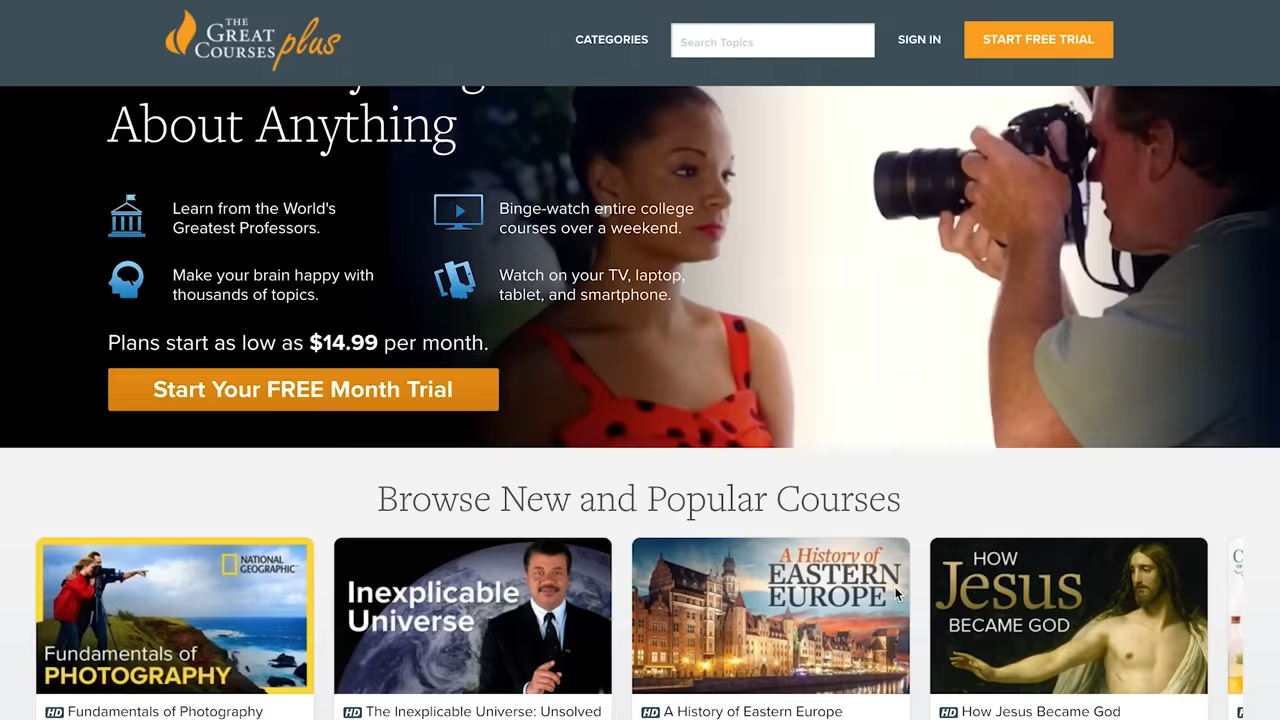 THE
GREAT
COURSES plus
CATEGORIES
Search Topics
SIGN IN
START FREE TRIAL
About Anything
Learn from the World's
Greatest Professors.
Binge-watch entire college
courses over a weekend.
Make your brain happy with
thousands of topics.
Watch on your TV, laptop,
tablet, and smartphone.
Plans start as low as $14.99 per month.
Start Your FREE Month Trial
Browse New and Popular Courses
NATIONAL
GEOGRAPHIC
Fundamentals of
PHOTOGRAPHY
Inexplicable
Universe
A History of
EASTERN
EUROPE
HOW
Jesus
BECAME GOD
HD Fundamentals of Photography
HD The Inexplicable Universe: Unsolved
HD A History of Eastern Europe
HD How Jesus Became God